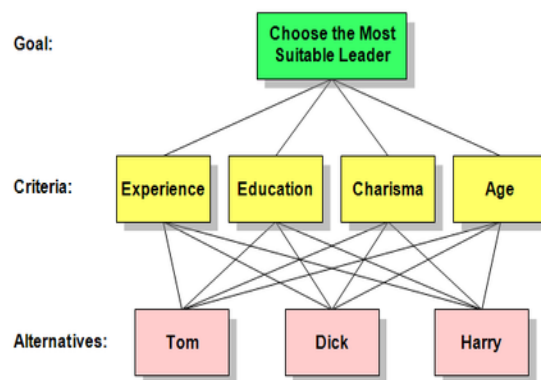 Goal:
Choose the Most
Suitable Leader
Criteria:
Experience
Education
Charisma
Age
Alternatives:
Tom
Dick
Harry